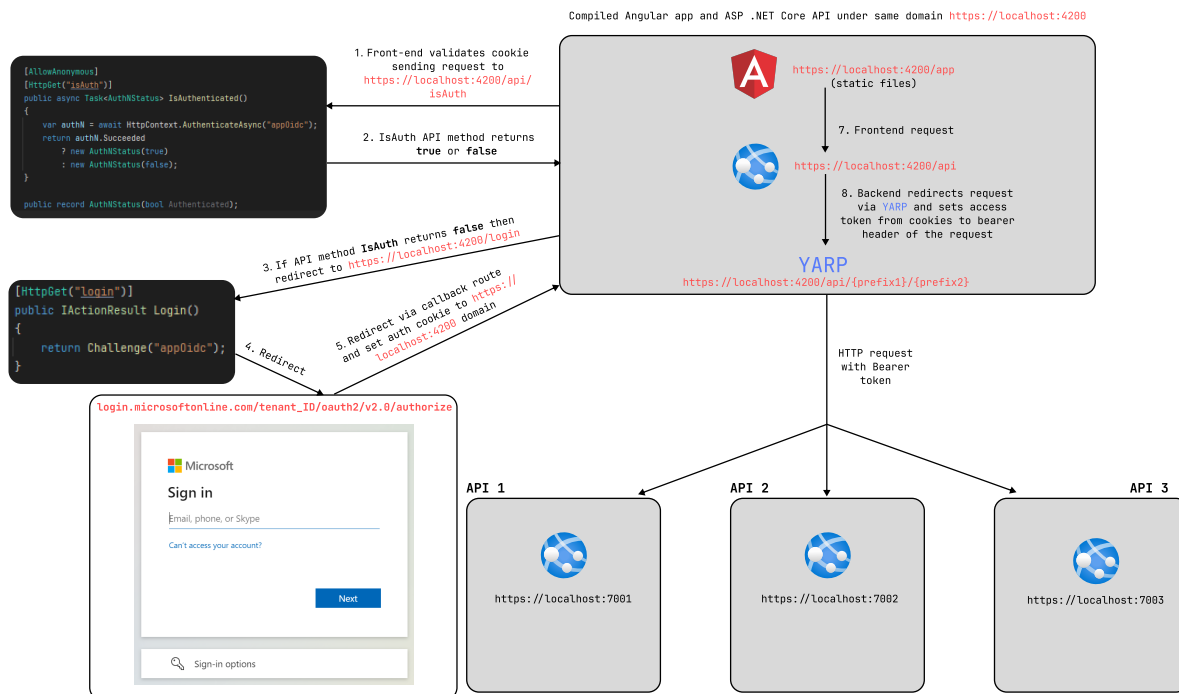 Compiled Angular app and ASP .NET Core API under same domain https://localhost:4200
1. Front-end validates cookie
sending request to
https://localhost:4200/api/
isAuth
[AllowAnonymous]
[HttpGet("isAuth")]
public async Task<AuthNStatus> IsAuthenticated()
{
var authN = await HttpContext.AuthenticateAsync("appOidc");
return authN.Succeeded
? new AuthNStatus(true)
: new AuthNStatus(false);
}
public record AuthNStatus(bool Authenticated);
2. IsAuth API method returns
true or false
https://localhost:4200/app
(static files)
7. Frontend request
https://localhost:4200/api
8. Backend redirects request
via YARP and sets access
token from cookies to bearer
header of the request
YARP
https://localhost:4200/api/{prefix1}/{prefix2}
3. If API method IsAuth returns false then
redirect to https://localhost:4200/login
[HttpGet("login")]
public IActionResult Login()
{
return Challenge("appOidc");
}
4. Redirect
5. Redirect via callback route
and set auth cookie to https://
localhost:4200 domain
HTTP request
with Bearer
token
login.microsoftonline.com/tenant_ID/oauth2/v2.0/authorize
Microsoft
Sign in
Email, phone, or Skype
Can't access your account?
Next
Sign-in options
API 1
https://localhost:7001
API 2
https://localhost:7002
API 3
https://localhost:7003